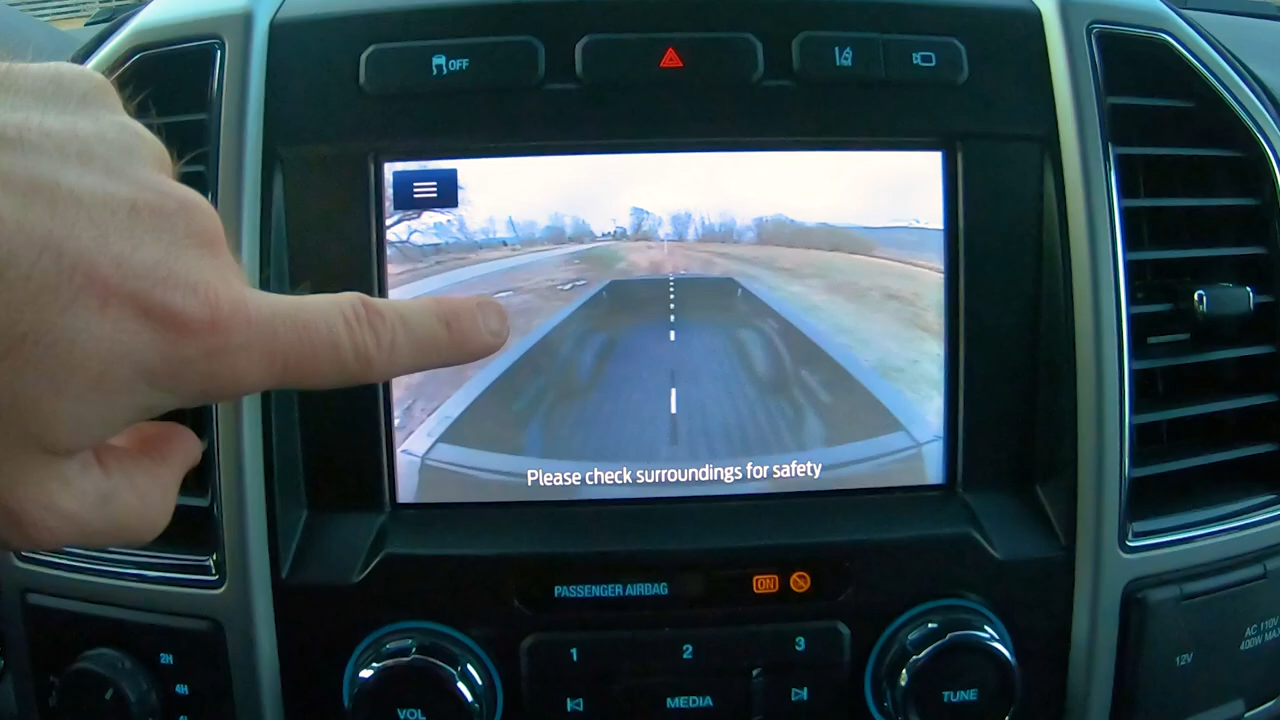 OFF
Please check surroundings for safety
PASSENGER AIRBAG ON
1 2 3
2H
4H
VOL
MEDIA
TUNE
12V
AC 110V